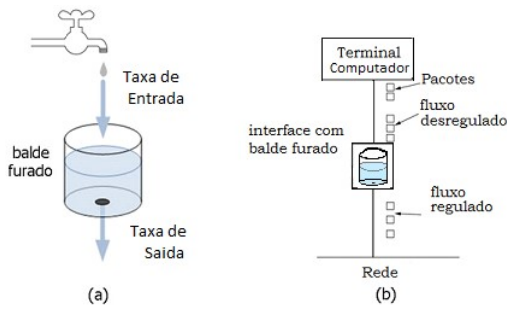 Taxa de
Entrada
balde
furado
Taxa de
Saida
(a)
Terminal
Computador
Pacotes
fluxo
desregulado
interface com
balde furado
fluxo
regulado
Rede
(b)